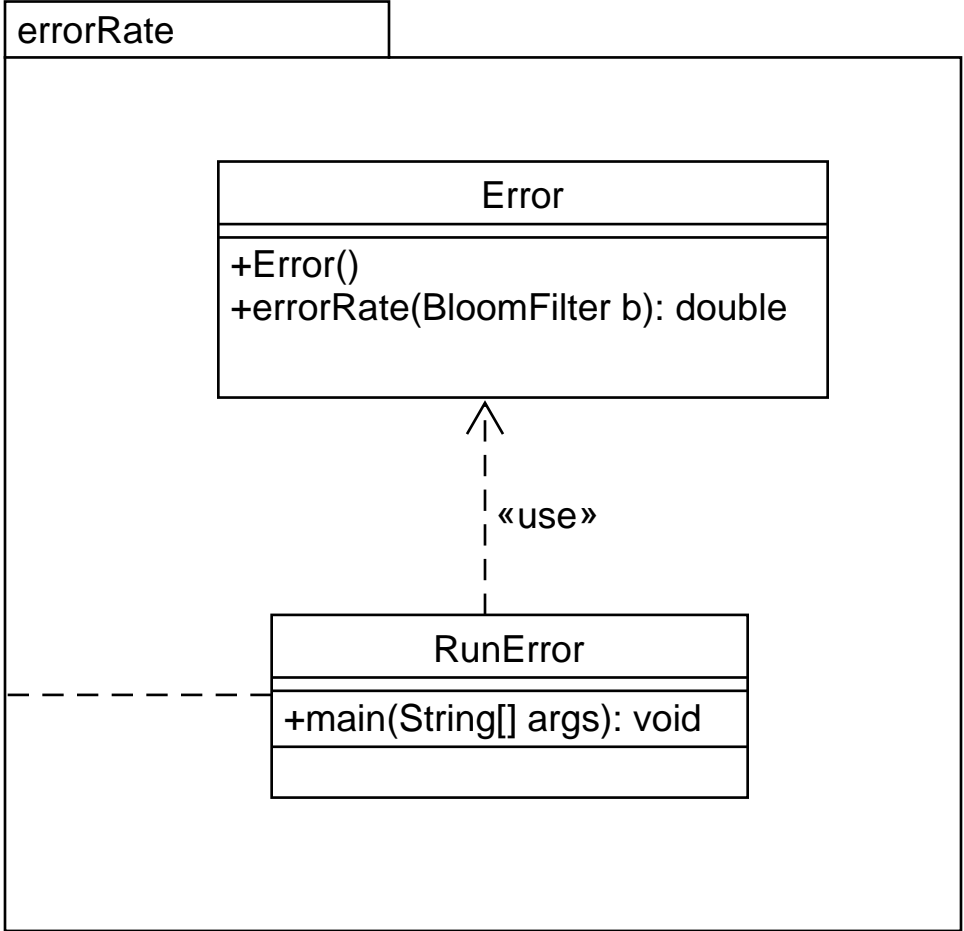 errorRate
Error
+Error()
+errorRate(BloomFilter b): double
«use»
RunError
+main(String[] args): void